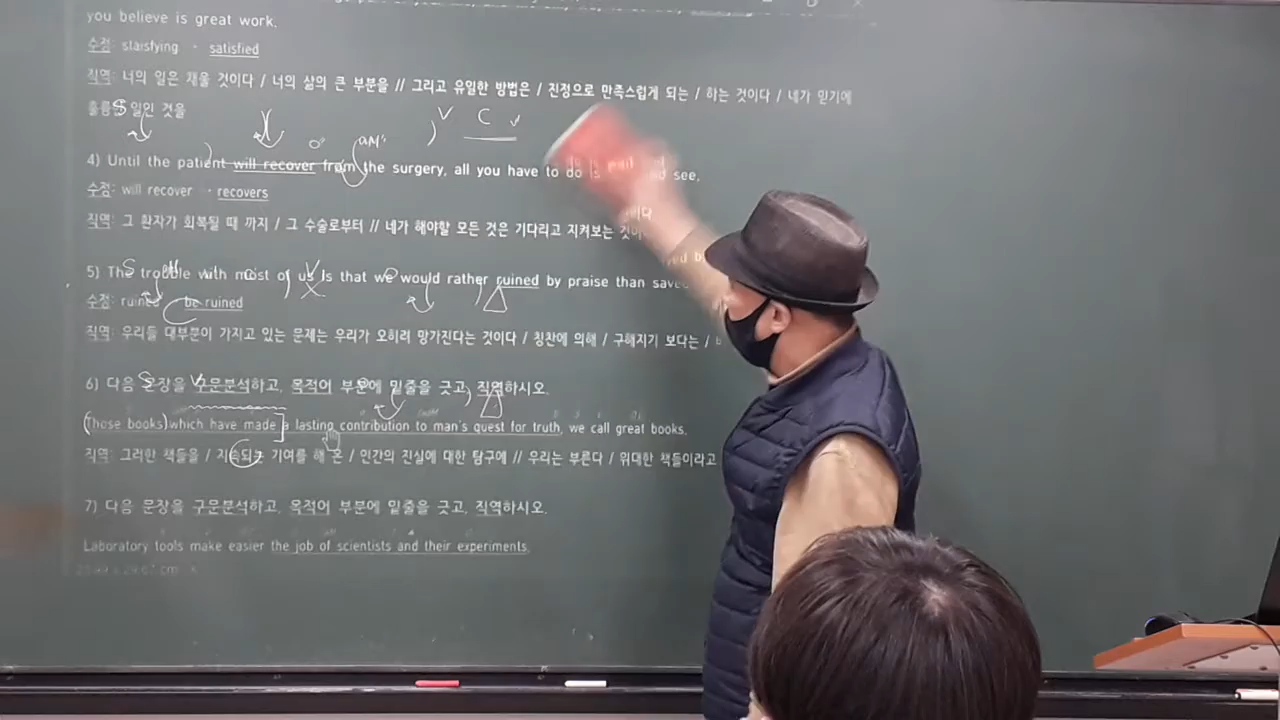 you believe is great work.
수정: staisfying → satisfied
직역: 너의 일은 채울 것이다 / 너의 삶의 큰 부분을 // 그리고 유일한 방법은 / 진정으로 만족스럽게 되는 / 하는 것이다 / 네가 믿기에
훌륭한 일인 것을
4) Until the patient will recover from the surgery, all you have to do is wait and see.
수정: will recover → recovers
직역: 그 환자가 회복될 때 까지 / 그 수술로부터 // 네가 해야할 모든 것은 기다리고 지켜보는
5) The trouble with most of us is that we would rather ruined by praise than
수정: ruined be ruined
직역: 우리들 대부분이 가지고 있는 문제는 우리가 오히려 망가진다는 것이다 / 칭찬에 의해 / 구해지기 보다는 /
6) 다음 문장을 구문분석하고, 목적어 부분에 밑줄을 긋고, 직역하시오.
(Those books) which have made] a lasting contribution to man's quest for truth, we call great books.
직역: 그러한 책들을 / 지속되는 기여를 해 온 / 인간의 진실에 대한 탐구에 // 우리는 부른다 / 위대한 책들이라고
7) 다음 문장을 구문분석하고, 목적어 부분에 밑줄을 긋고, 직역하시오.
Laboratory tools make easier the job of scientists and their experiments.